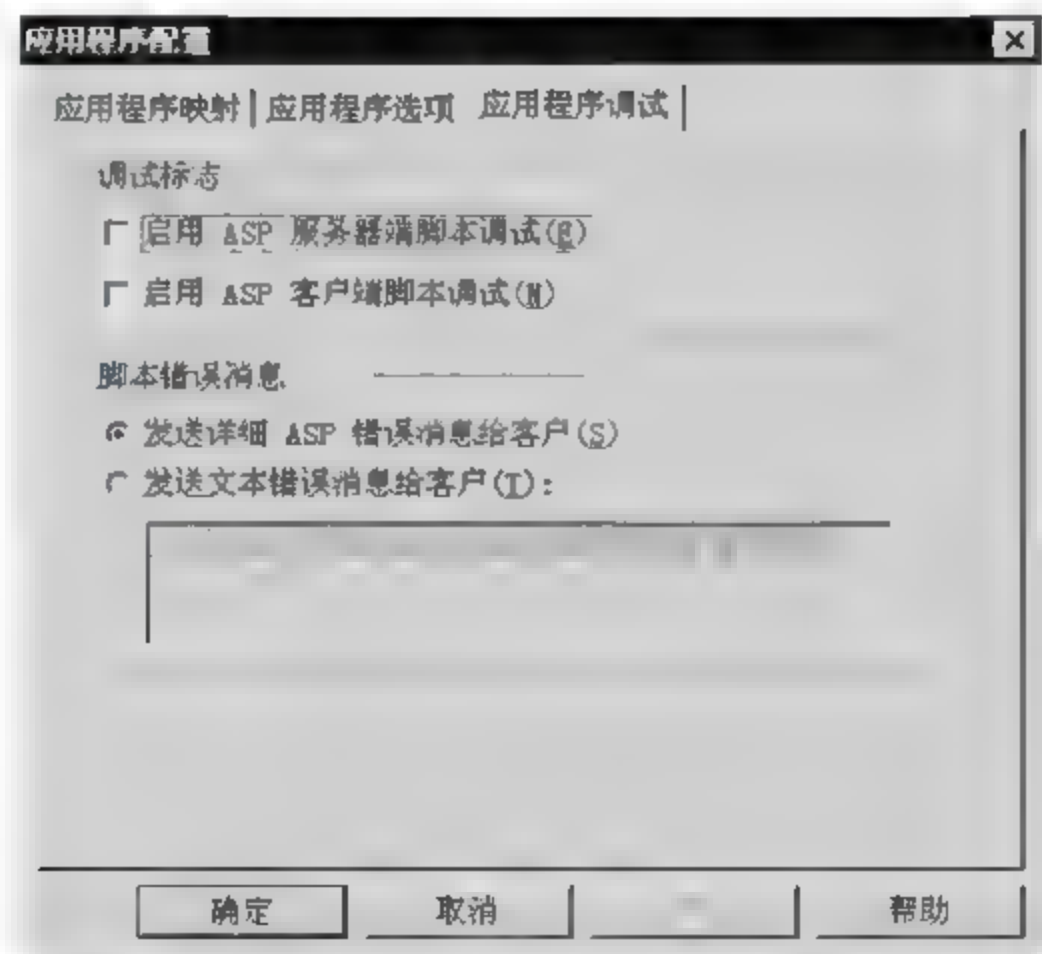 应用程序配置
应用程序映射 应用程序选项 应用程序调试
调试标志
启用 ASP 服务器端脚本调试(E)
启用 ASP 客户端脚本调试(N)
脚本错误消息
发送详细 ASP 错误消息给客户(S)
发送文本错误消息给客户(T):
确定 取消 帮助